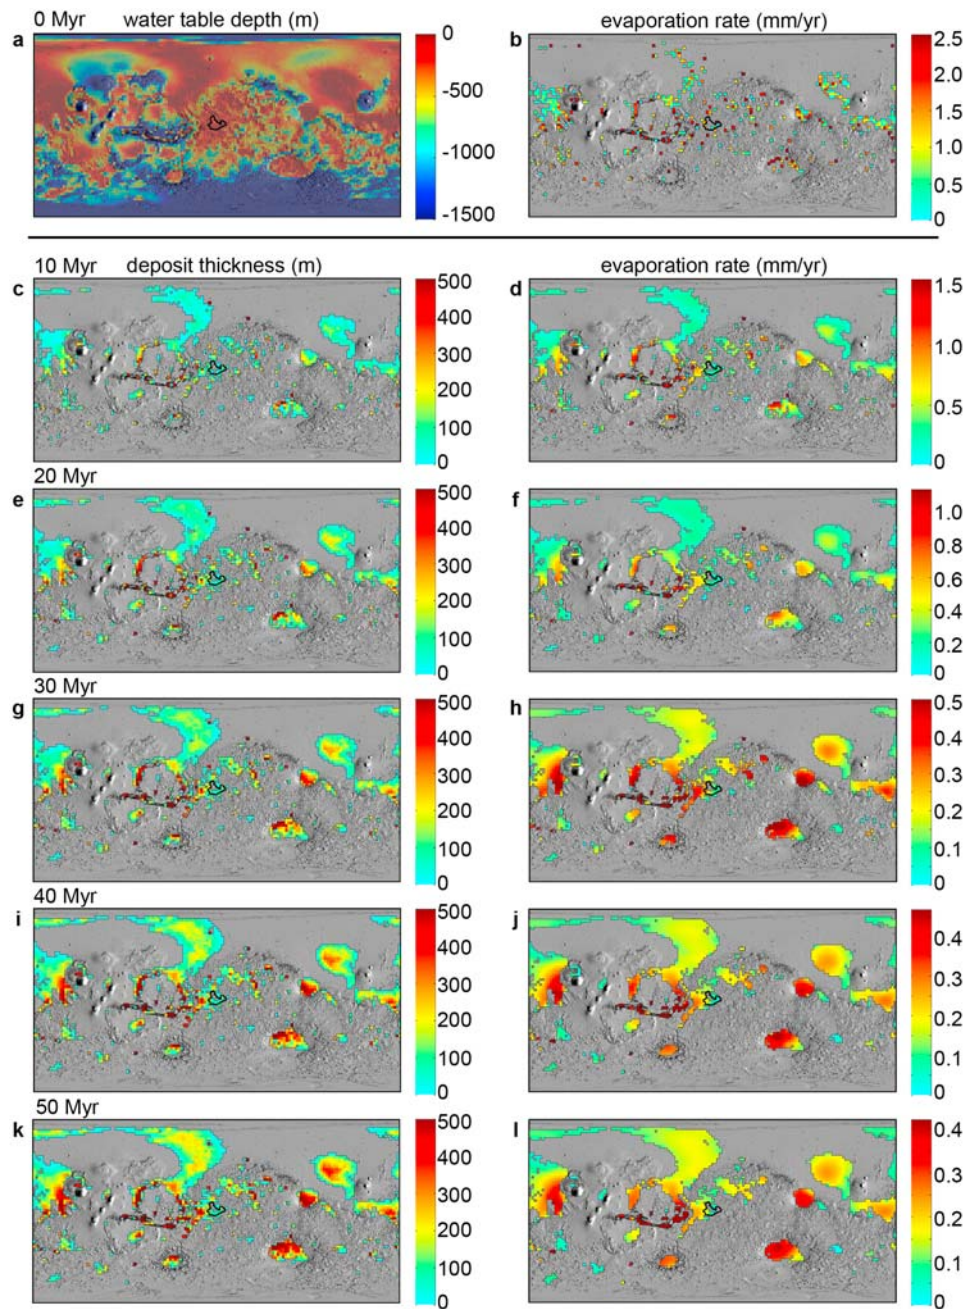 0 Myr water table depth (m) evaporation rate (mm/yr)
a 0 b 2.5
-500 2.0
1.5
-1000 1.0
0.5
-1500 0
10 Myr deposit thickness (m) evaporation rate (mm/yr)
c 500 d 1.5
400
300 1.0
200
0.5
100
0 0
20 Myr
e 500 f
400 1.0
300 0.8
0.6
200
0.4
100 0.2
0 0
30 Myr
g 500 h 0.5
400 0.4
300 0.3
200 0.2
100 0.1
0 0
40 Myr
i 500 j
400 0.4
300 0.3
200 0.2
100 0.1
0 0
50 Myr
k 500 l 0.4
400
300 0.3
200 0.2
100 0.1
0 0